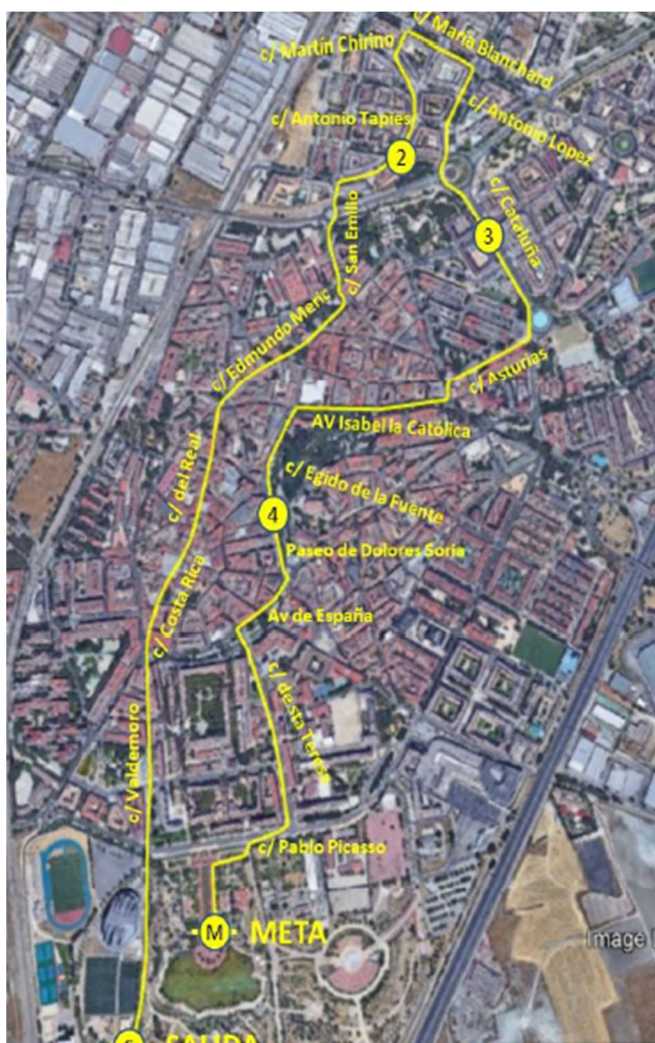 c/ María Blanchard
c/ Martín Chirino
c/ Antonio Lopez
c/ Antonio Tapies
2
c/ Cataluña
3
c/ San Emilio
c/ Edmundo Meric
c/ Asturias
AV Isabel la Católica
c/ del Real
c/ Egido de la Fuente
4
Paseo de Dolores Soria
c/ Costa Rica
Av de España
c/ de sta Teresa
c/ Valdemoro
c/ Pablo Picasso
M META
Image
SALIDA